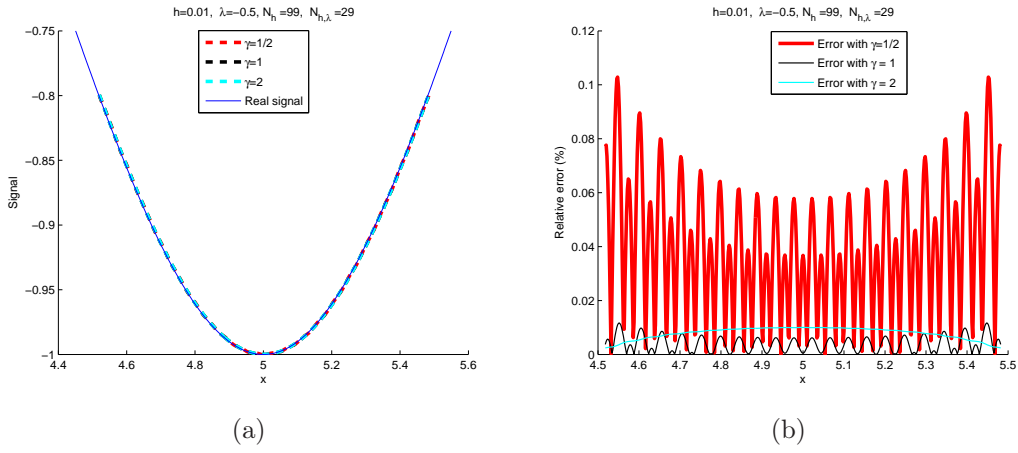 h=0.01, λ=−0.5, N_h =99, N_{h,λ} =29
−0.75
−0.8
−0.85
−0.9
−0.95
−1
Signal
4.4 4.6 4.8 5 5.2 5.4 5.6
x
γ=1/2
γ=1
γ=2
Real signal
(a)
h=0.01, λ=−0.5, N_h =99, N_{h,λ} =29
0.12
0.1
0.08
0.06
0.04
0.02
0
Relative error (%)
4.5 4.6 4.7 4.8 4.9 5 5.1 5.2 5.3 5.4 5.5
x
Error with γ=1/2
Error with γ = 1
Error with γ = 2
(b)